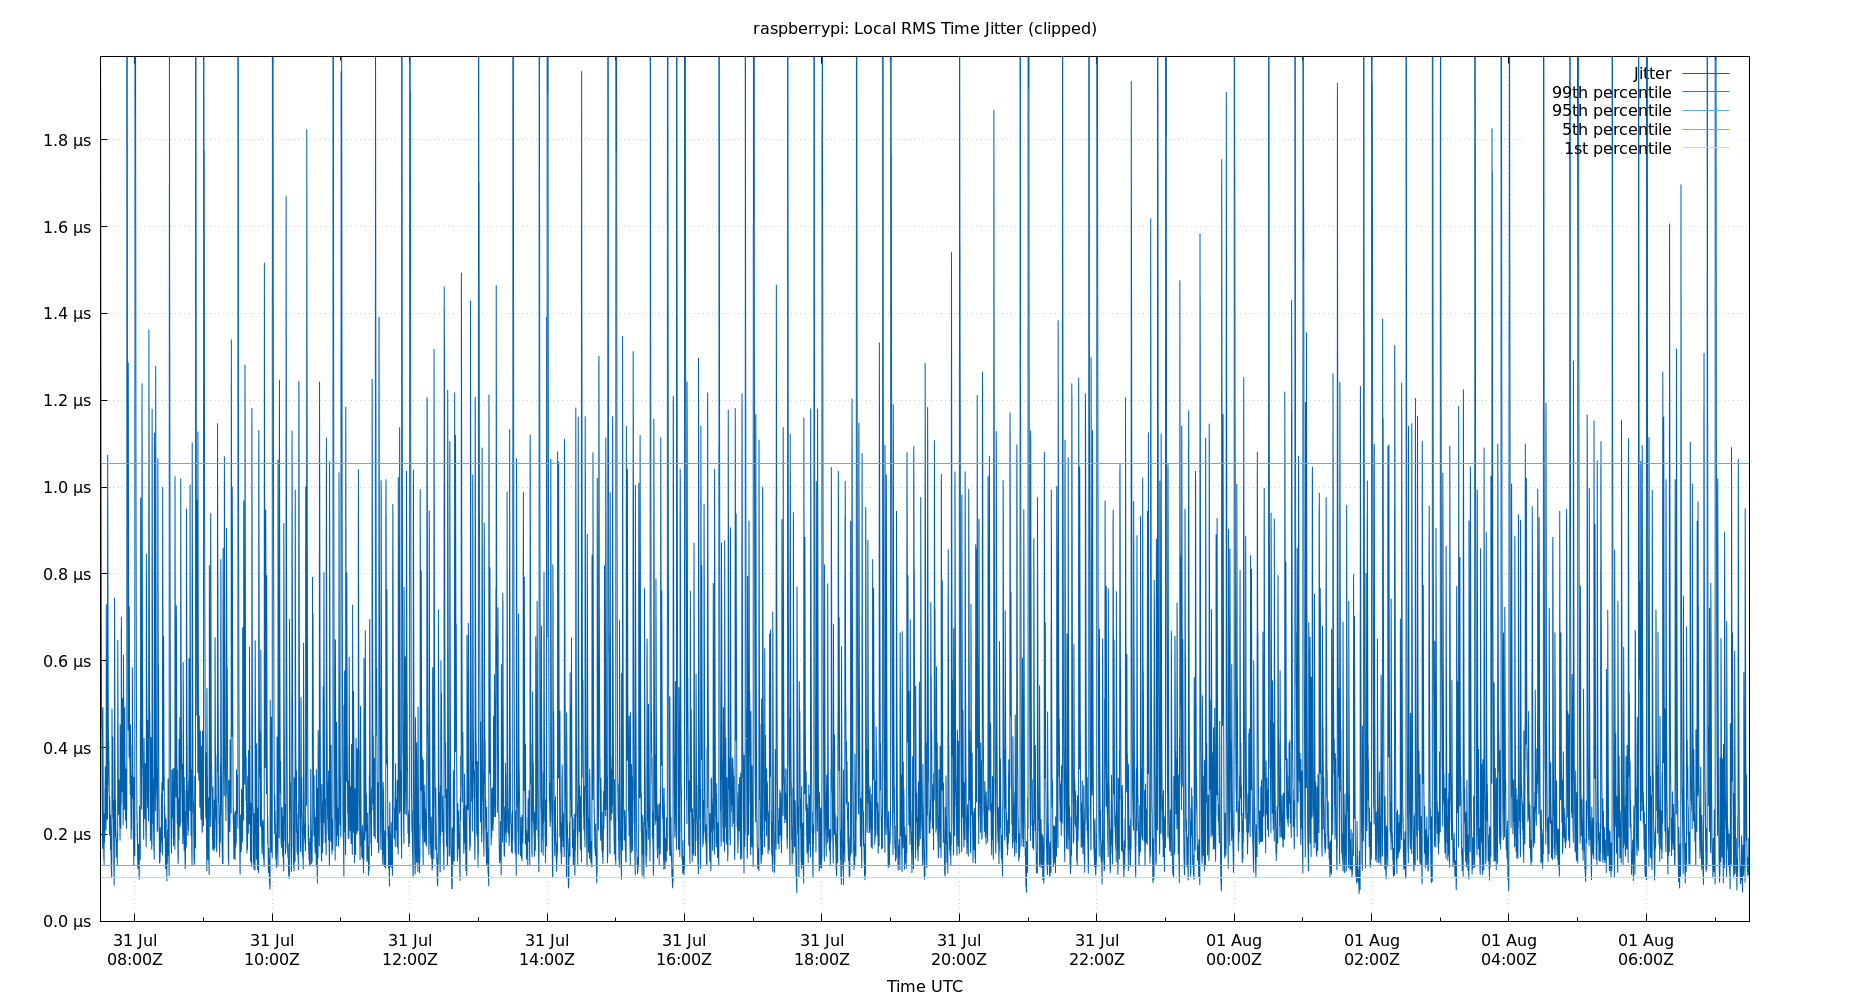 raspberrypi: Local RMS Time Jitter (clipped)
Jitter
99th percentile
95th percentile
5th percentile
1st percentile
1.8 µs
1.6 µs
1.4 µs
1.2 µs
1.0 µs
0.8 µs
0.6 µs
0.4 µs
0.2 µs
0.0 µs
31 Jul 31 Jul 31 Jul 31 Jul 31 Jul 31 Jul 31 Jul 31 Jul 01 Aug 01 Aug 01 Aug 01 Aug
08:00Z 10:00Z 12:00Z 14:00Z 16:00Z 18:00Z 20:00Z 22:00Z 00:00Z 02:00Z 04:00Z 06:00Z
Time UTC